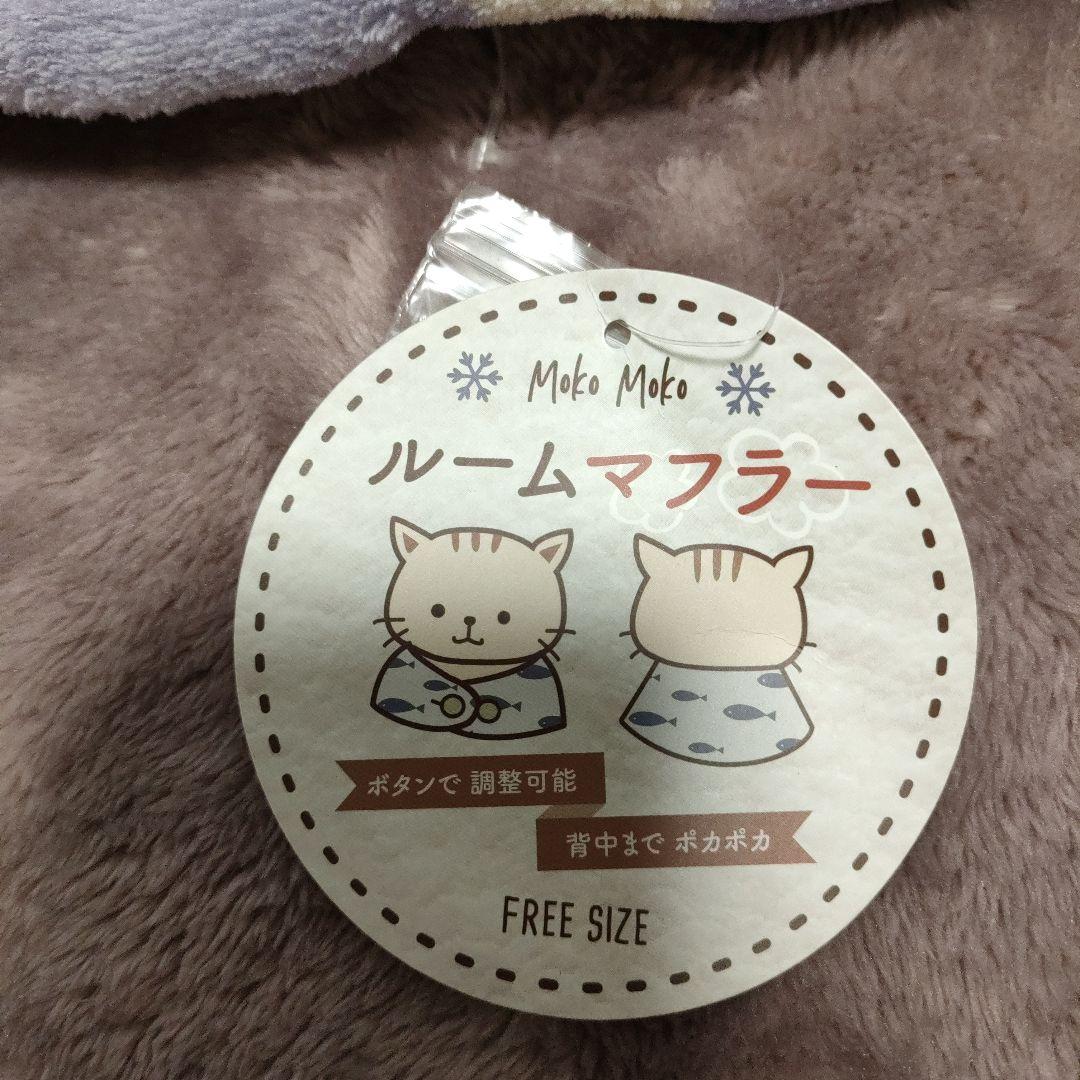 Moko Moko
ルームマフラー
ボタンで 調整可能
背中まで ポカポカ
FREE SIZE